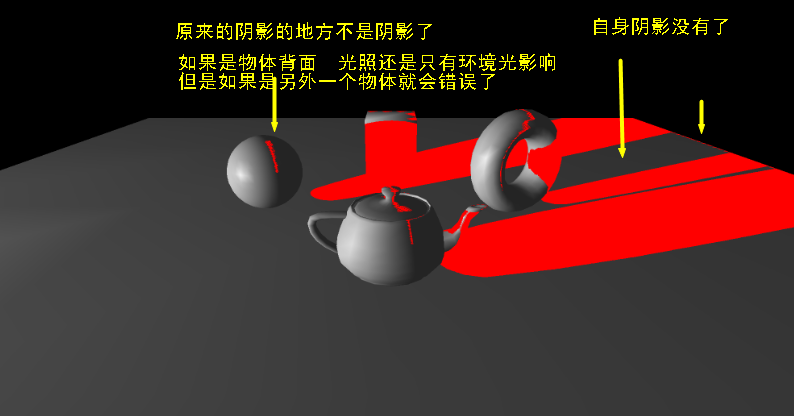 原来的阴影的地方不是阴影了
自身阴影没有了
如果是物体背面 光照还是只有环境光影响
但是如果是另外一个物体就会错误了